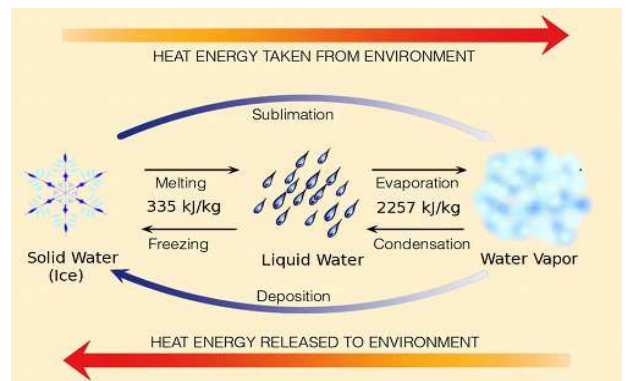 HEAT ENERGY TAKEN FROM ENVIRONMENT
Sublimation
Melting
335 kJ/kg
Freezing
Evaporation
2257 kJ/kg
Condensation
Solid Water
(Ice)
Liquid Water
Water Vapor
Deposition
HEAT ENERGY RELEASED TO ENVIRONMENT